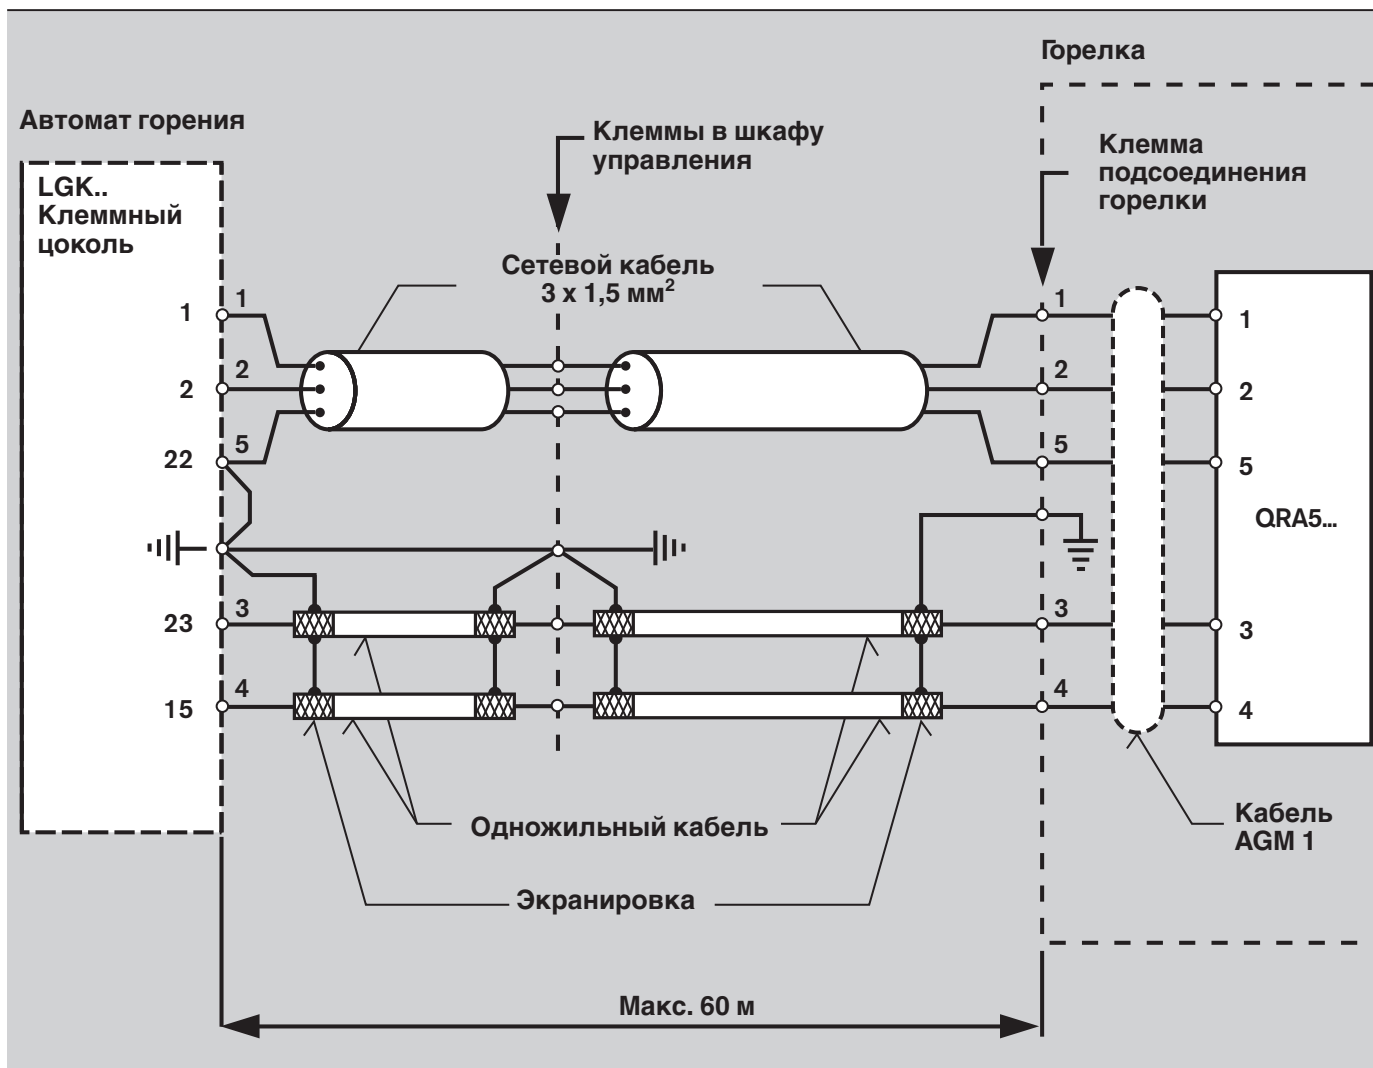 Горелка
Автомат горения
Клеммы в шкафу
управления
Клемма
подсоединения
горелки
LGK..
Клеммный
цоколь
Сетевой кабель
3 x 1,5 мм²
1
1
1
1
2
2
2
2
22
5
5
5
QRA5...
23
3
3
3
15
4
4
4
Одножильный кабель
Кабель
AGM 1
Экранировка
Макс. 60 м